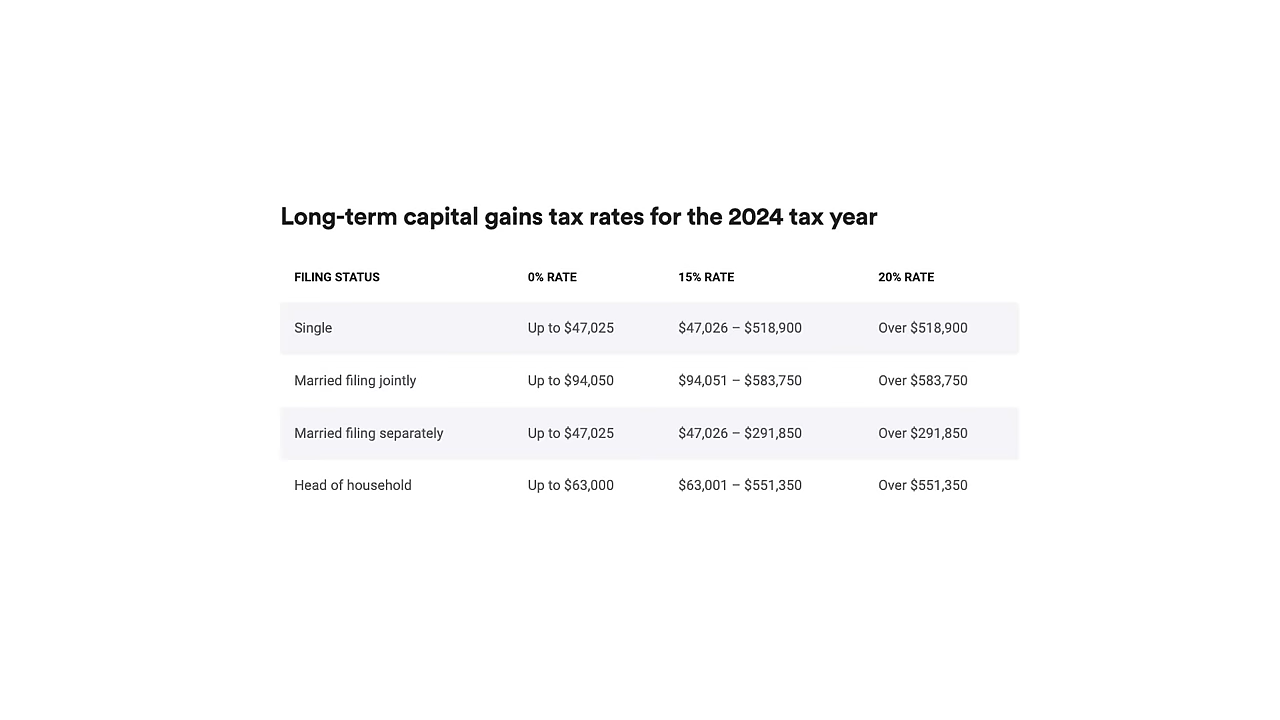 Long-term capital gains tax rates for the 2024 tax year
FILING STATUS 0% RATE 15% RATE 20% RATE
Single Up to $47,025 $47,026 – $518,900 Over $518,900
Married filing jointly Up to $94,050 $94,051 – $583,750 Over $583,750
Married filing separately Up to $47,025 $47,026 – $291,850 Over $291,850
Head of household Up to $63,000 $63,001 – $551,350 Over $551,350